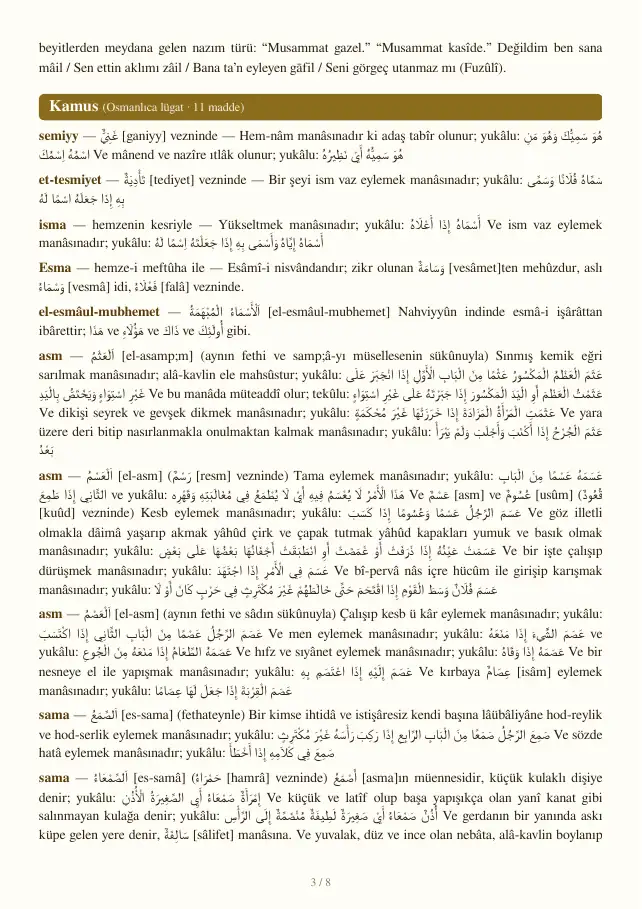 beyitlerden meydana gelen nazım türü: “Musammat gazel.” “Musammat kasîde.” Değildim ben sana
mâil / Sen ettin aklımı zâil / Bana ta’n eyleyen gāfil / Seni görgeç utanmaz mı (Fuzûlî).
Kamus (Osmanlıca lügat · 11 madde)
semiyy — غَنِيٌّ [ganiyy] vezninde — Hem-nâm manâsınadır ki adaş tabîr olunur; yukâlu: هُوَ سَمِيُّكَ وَهُوَ مَنِ
اسْمُهُ اِسْمُكَ Ve mânend ve nazîre ıtlâk olunur; yukâlu: هُوَ سَمِيُّهُ أَيْ نَظِيرُهُ
et-tesmiyet — تَأْدِيَةٌ [tediyet] vezninde — Bir şeyi ism vaz eylemek manâsınadır; yukâlu: سَمَّاهُ فُلَانًا وَسَمَّى
بِهِ إِذَا جَعَلَهُ اسْمًا لَهُ
isma — hemzenin kesriyle — Yükseltmek manâsınadır; yukâlu: أَسْمَاهُ إِذَا أَعْلَاهُ Ve ism vaz eylemek
manâsınadır; yukâlu: أَسْمَاهُ إِيَّاهُ وَأَسْمَى بِهِ إِذَا جَعَلَتْهُ اِسْمًا لَهُ
Esma — hemze-i meftûha ile — Esâmî-i nisvândandır; zikr olunan وَسَامَةٌ [vesâmet]ten mehûzdur, aslı
وَسْمَاءُ [vesmâ] idi, فَعْلَاءُ [falâ] vezninde.
el-esmâul-mubhemet — اَلْأَسْمَاءُ الْمُبْهَمَةُ [el-esmâul-mubhemet] Nahviyyûn indinde esmâ-i işârâttan
ibârettir; هَذَا ve هَؤُلَاءِ ve ذَاكَ ve أُولَئِكَ gibi.
asm — اَلْعَثْمُ [el-asamp;m] (aynın fethi ve samp;â-yı müsellesenin sükûnuyla) Sınmış kemik eğri
sarılmak manâsınadır; alâ-kavlin ele mahsûstur; yukâlu: عَثَمَ الْعَظْمُ الْمَكْسُورُ عَثْمًا مِنَ الْبَابِ الْأَوَّلِ إِذَا انْجَبَرَ عَلَى
غَيْرِ اسْتِوَاءٍ وَيَخْتَصُّ بِالْيَدِ Ve bu manâda müteaddî olur; tekûlu: عَثَمْتُ الْعَظْمَ أَوِ الْيَدَ الْمَكْسُورَ إِذَا جَبَرْتَهُ عَلَى غَيْرِ اسْتِوَاءٍ
Ve dikişi seyrek ve gevşek dikmek manâsınadır; yukâlu: عَثَمَتِ الْمَرْأَةُ الْمَزَادَةَ إِذَا خَرَزَتْهَا غَيْرَ مُحْكَمَةٍ Ve yara
üzere deri bitip nasırlanmakla onulmaktan kalmak manâsınadır; yukâlu: عَثَمَ الْجُرْحُ إِذَا أَكْنَبَ وَأَجْلَبَ وَلَمْ يَبْرَأْ
بَعْدُ
asm — اَلْعَسْمُ [el-asm] (رَسْمٌ [resm] vezninde) Tama eylemek manâsınadır; yukâlu: عَسَمَهُ عَسْمًا مِنَ الْبَابِ
الثَّانِي إِذَا طَمِعَ ve yukâlu: هَذَا الْأَمْرُ لَا يُعْسَمُ فِيهِ أَيْ لَا يُطْمَعُ فِي مُغَالَبَتِهِ وَقَهْرِهِ Ve عَسْمٌ [asm] ve عُسُومٌ [usûm] (قُعُودٌ
[kuûd] vezninde) Kesb eylemek manâsınadır; yukâlu: عَسَمَ الرَّجُلُ عَسْمًا وَعُسُومًا إِذَا كَسَبَ Ve göz illetli
olmakla dâimâ yaşarıp akmak yâhûd çirk ve çapak tutmak yâhûd kapakları yumuk ve basık olmak
manâsınadır; yukâlu: عَسَمَتْ عَيْنُهُ إِذَا ذَرَفَتْ أَوْ غَمَصَتْ أَوِ انْطَبَقَتْ أَجْفَانُهَا بَعْضُهَا عَلَى بَعْضٍ Ve bir işte çalışıp
dürüşmek manâsınadır; yukâlu: عَسَمَ فِي الْأَمْرِ إِذَا اجْتَهَدَ Ve bî-pervâ nâs içre hücûm ile girişip karışmak
manâsınadır; yukâlu: عَسَمَ فُلَانٌ وَسَطَ الْقَوْمِ إِذَا اقْتَحَمَ حَتَّى خَالَطَهُمْ غَيْرَ مُكْتَرِثٍ فِي حَرْبٍ كَانَ أَوْ لَا
asm — اَلْعَصْمُ [el-asm] (aynın fethi ve sâdın sükûnuyla) Çalışıp kesb ü kâr eylemek manâsınadır; yukâlu:
عَصَمَ الرَّجُلُ عَصْمًا مِنَ الْبَابِ الثَّانِي إِذَا اكْتَسَبَ Ve men eylemek manâsınadır; yukâlu: عَصَمَ الشَّيْءَ إِذَا مَنَعَهُ ve
yukâlu: عَصَمَهُ الطَّعَامُ إِذَا مَنَعَهُ مِنَ الْجُوعِ Ve hıfz ve sıyânet eylemek manâsınadır; yukâlu: عَصَمَهُ إِذَا وَقَاهُ Ve bir
nesneye el ile yapışmak manâsınadır; yukâlu: عَصَمَ إِلَيْهِ إِذَا اعْتَصَمَ بِهِ Ve kırbaya عِصَامٌ [isâm] eylemek
manâsınadır; yukâlu: عَصَمَ الْقِرْبَةَ إِذَا جَعَلَ لَهَا عِصَامًا
sama — اَلصَّمَعُ [es-sama] (fethateynle) Bir kimse ihtidâ ve istişâresiz kendi başına lâübâliyâne hod-reylik
ve hod-serlik eylemek manâsınadır; yukâlu: صَمِعَ الرَّجُلُ صَمَعًا مِنَ الْبَابِ الرَّابِعِ إِذَا رَكِبَ رَأْسَهُ غَيْرَ مُكْتَرِثٍ Ve sözde
hatâ eylemek manâsınadır; yukâlu: صَمِعَ فِي كَلَامِهِ إِذَا أَخْطَأَ
sama — اَلصَّمْعَاءُ [es-samâ] (حَمْرَاءُ [hamrâ] vezninde) أَصْمَعُ [asma]ın müennesidir, küçük kulaklı dişiye
denir; yukâlu: اِمْرَأَةٌ صَمْعَاءُ أَيِ الصَّغِيرَةُ الْأُذُنِ Ve küçük ve latîf olup başa yapışıkça olan yanî kanat gibi
salınmayan kulağa denir; yukâlu: أُذُنٌ صَمْعَاءُ أَيْ صَغِيرَةٌ لَطِيفَةٌ مُنْضَمَّةٌ إِلَى الرَّأْسِ Ve gerdanın bir yanında askı
küpe gelen yere denir, سَالِفَةٌ [sâlifet] manâsına. Ve yuvalak, düz ve ince olan nebâta, alâ-kavlin boylanıp
3 / 8